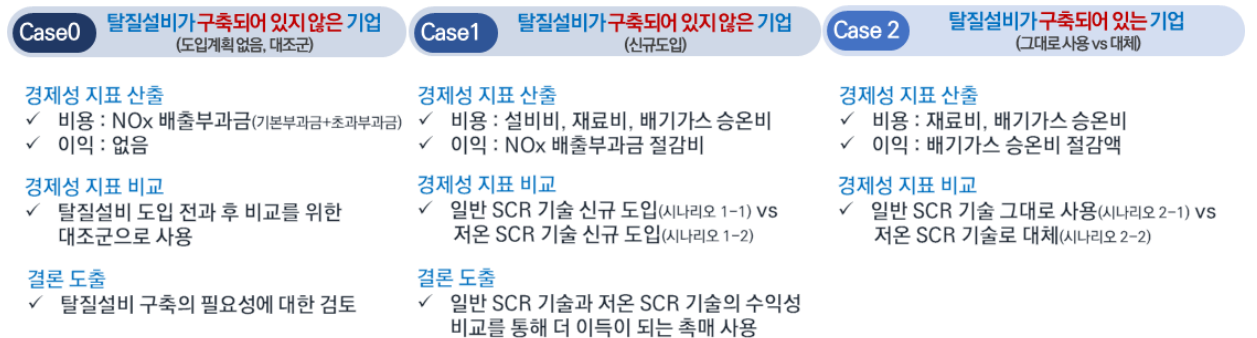 Case0
탈질설비가 구축되어 있지 않은 기업
(도입계획 없음, 대조군)
경제성 지표 산출
✓ 비용 : NOx 배출부과금(기본부과금+초과부과금)
✓ 이익 : 없음
경제성 지표 비교
✓ 탈질설비 도입 전과 후 비교를 위한
대조군으로 사용
결론 도출
✓ 탈질설비 구축의 필요성에 대한 검토
Case1
탈질설비가 구축되어 있지 않은 기업
(신규도입)
경제성 지표 산출
✓ 비용 : 설비비, 재료비, 배기가스 승온비
✓ 이익 : NOx 배출부과금 절감비
경제성 지표 비교
✓ 일반 SCR 기술 신규 도입(시나리오 1-1) vs
저온 SCR 기술 신규 도입(시나리오 1-2)
결론 도출
✓ 일반 SCR 기술과 저온 SCR 기술의 수익성
비교를 통해 더 이득이 되는 촉매 사용
Case 2
탈질설비가 구축되어 있는 기업
(그대로 사용 vs 대체)
경제성 지표 산출
✓ 비용 : 재료비, 배기가스 승온비
✓ 이익 : 배기가스 승온비 절감액
경제성 지표 비교
✓ 일반 SCR 기술 그대로 사용(시나리오 2-1) vs
저온 SCR 기술로 대체(시나리오 2-2)